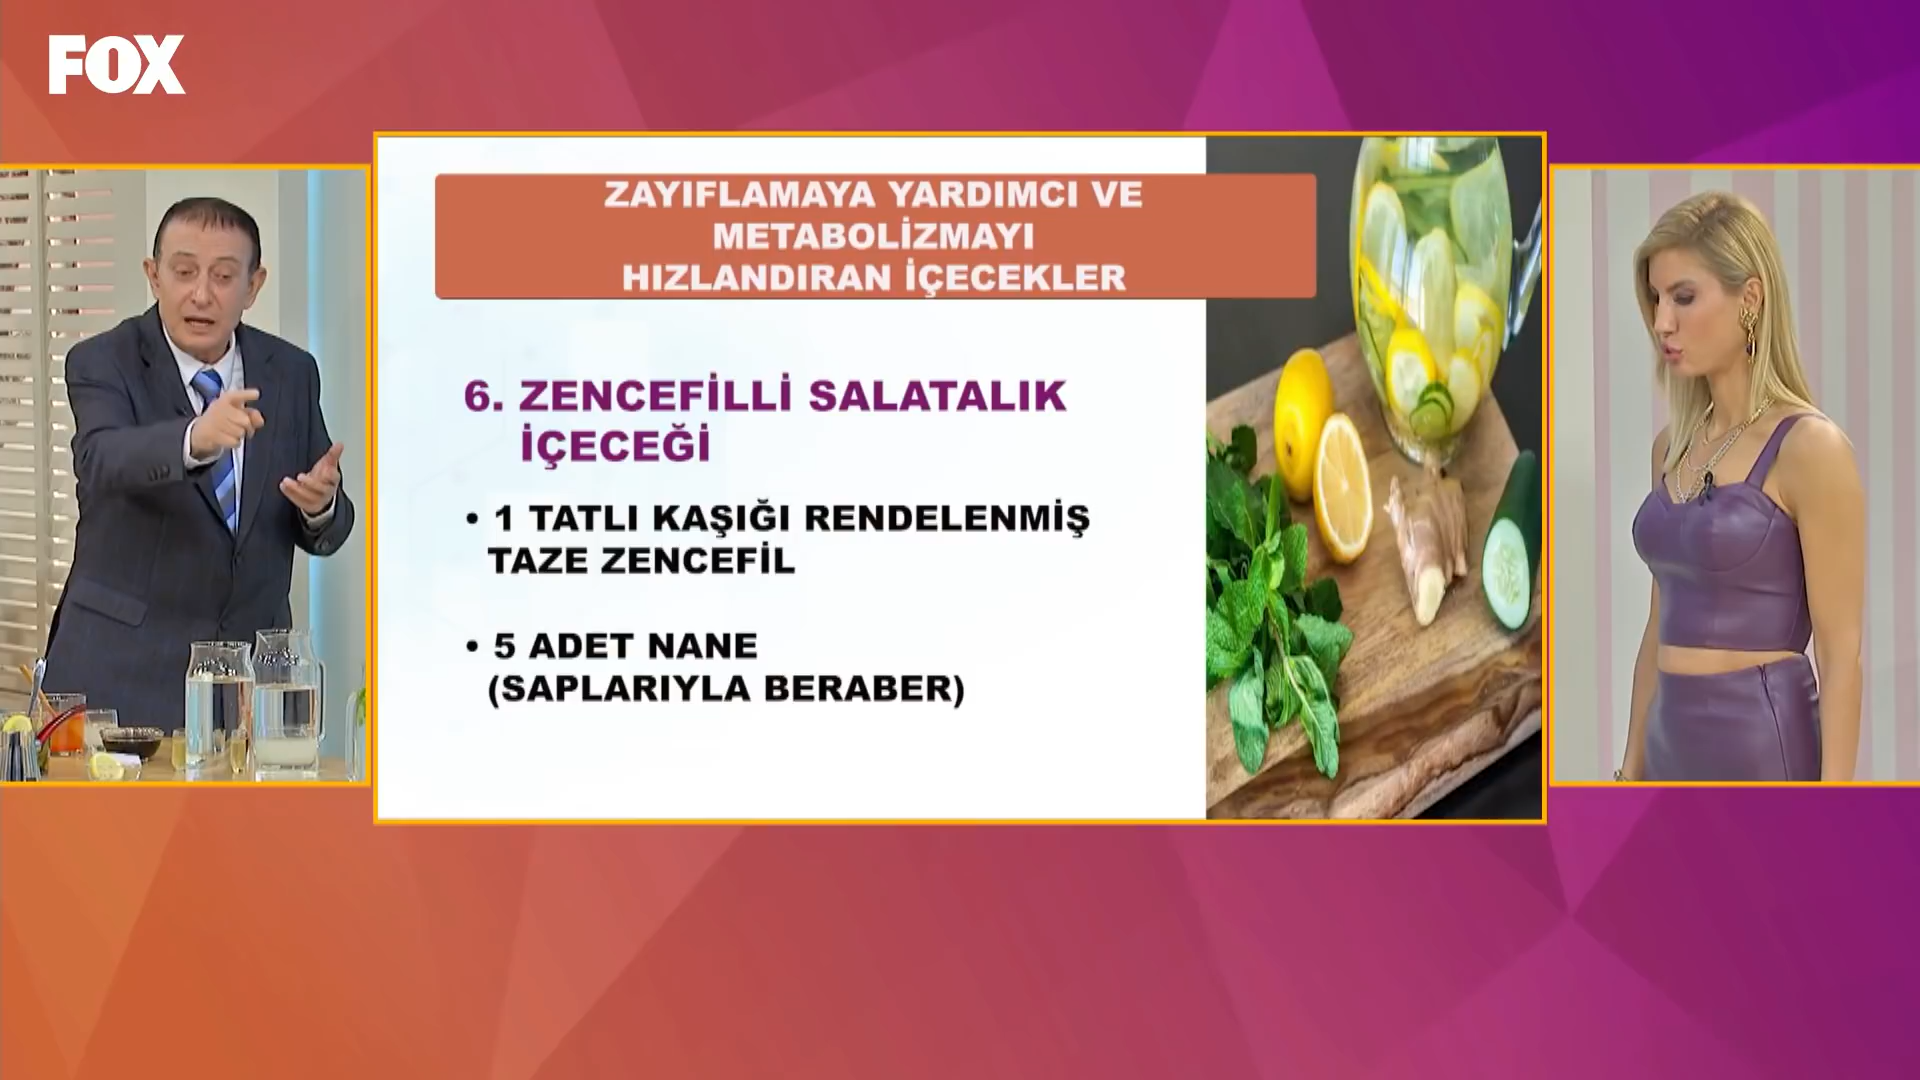 FOX
ZAYIFLAMAYA YARDIMCI VE
METABOLİZMAYI
HIZLANDIRAN İÇECEKLER
6. ZENCEFİLLİ SALATALIK
İÇECEĞİ
• 1 TATLI KAŞIĞI RENDELENMİŞ
TAZE ZENCEFİL
• 5 ADET NANE
(SAPLARIYLA BERABER)